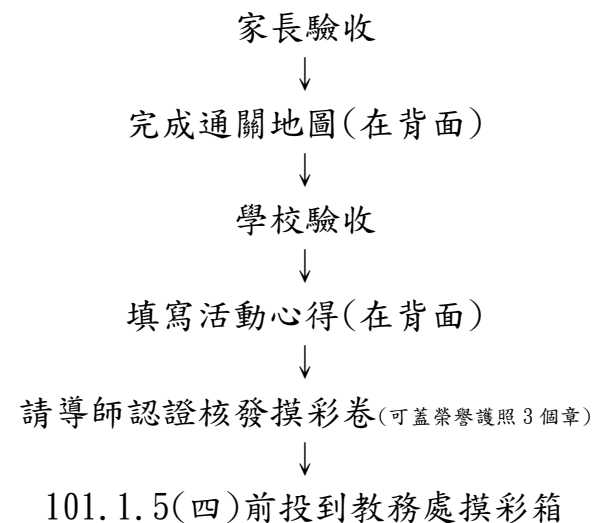 家長驗收
↓
完成通關地圖(在背面)
↓
學校驗收
↓
填寫活動心得(在背面)
↓
請導師認證核發摸彩卷(可蓋榮譽護照3個章)
↓
101.1.5(四)前投到教務處摸彩箱